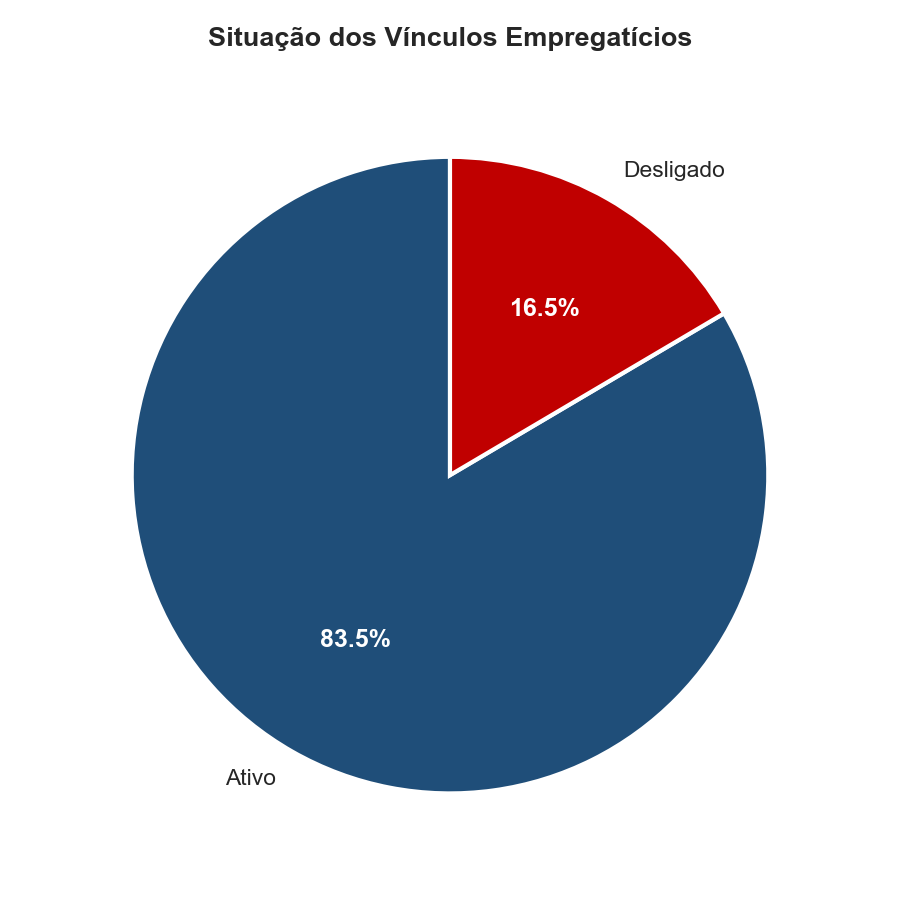 Situação dos Vínculos Empregatícios
Desligado
16.5%
83.5%
Ativo